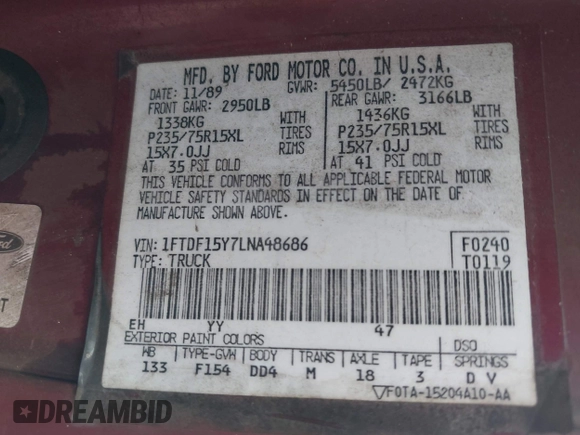 MFD. BY FORD MOTOR CO. IN U.S.A.
DATE: 11/89 GVWR: 5450LB/ 2472KG
FRONT GAWR: 2950LB REAR GAWR: 3166LB
1338KG WITH 1436KG WITH
P235/75R15XL TIRES P235/75R15XL TIRES
15X7.0JJ RIMS 15X7.0JJ RIMS
AT 35 PSI COLD AT 41 PSI COLD
THIS VEHICLE CONFORMS TO ALL APPLICABLE FEDERAL MOTOR
VEHICLE SAFETY STANDARDS IN EFFECT ON THE DATE OF
MANUFACTURE SHOWN ABOVE.
VIN: 1FTDF15Y7LNA48686 F0240
TYPE: TRUCK T0119
EH YY 47
EXTERIOR PAINT COLORS DSO
WB TYPE-GVW BODY TRANS AXLE TAPE SPRINGS
133 F154 DD4 M 18 3 D V
F0TA-15204A10-AA
Ford
DREAMBID